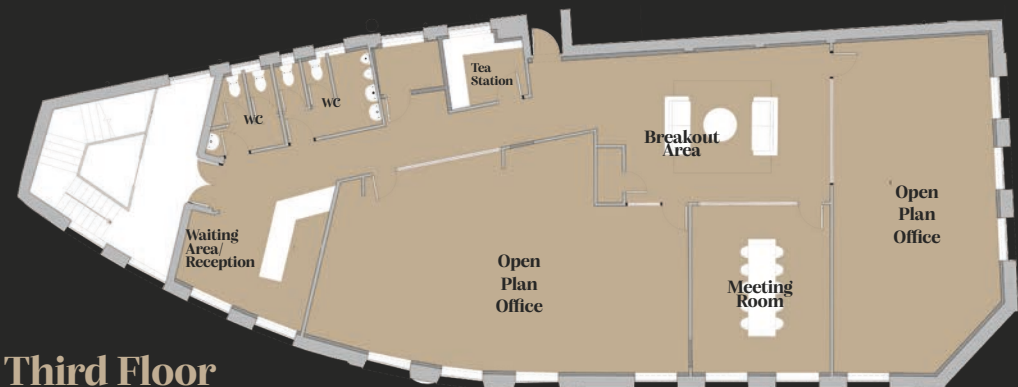 Tea
Station
WC
WC
Breakout
Area
Open
Plan
Office
Waiting
Area/
Reception
Open
Plan
Office
Meeting
Room
Third Floor